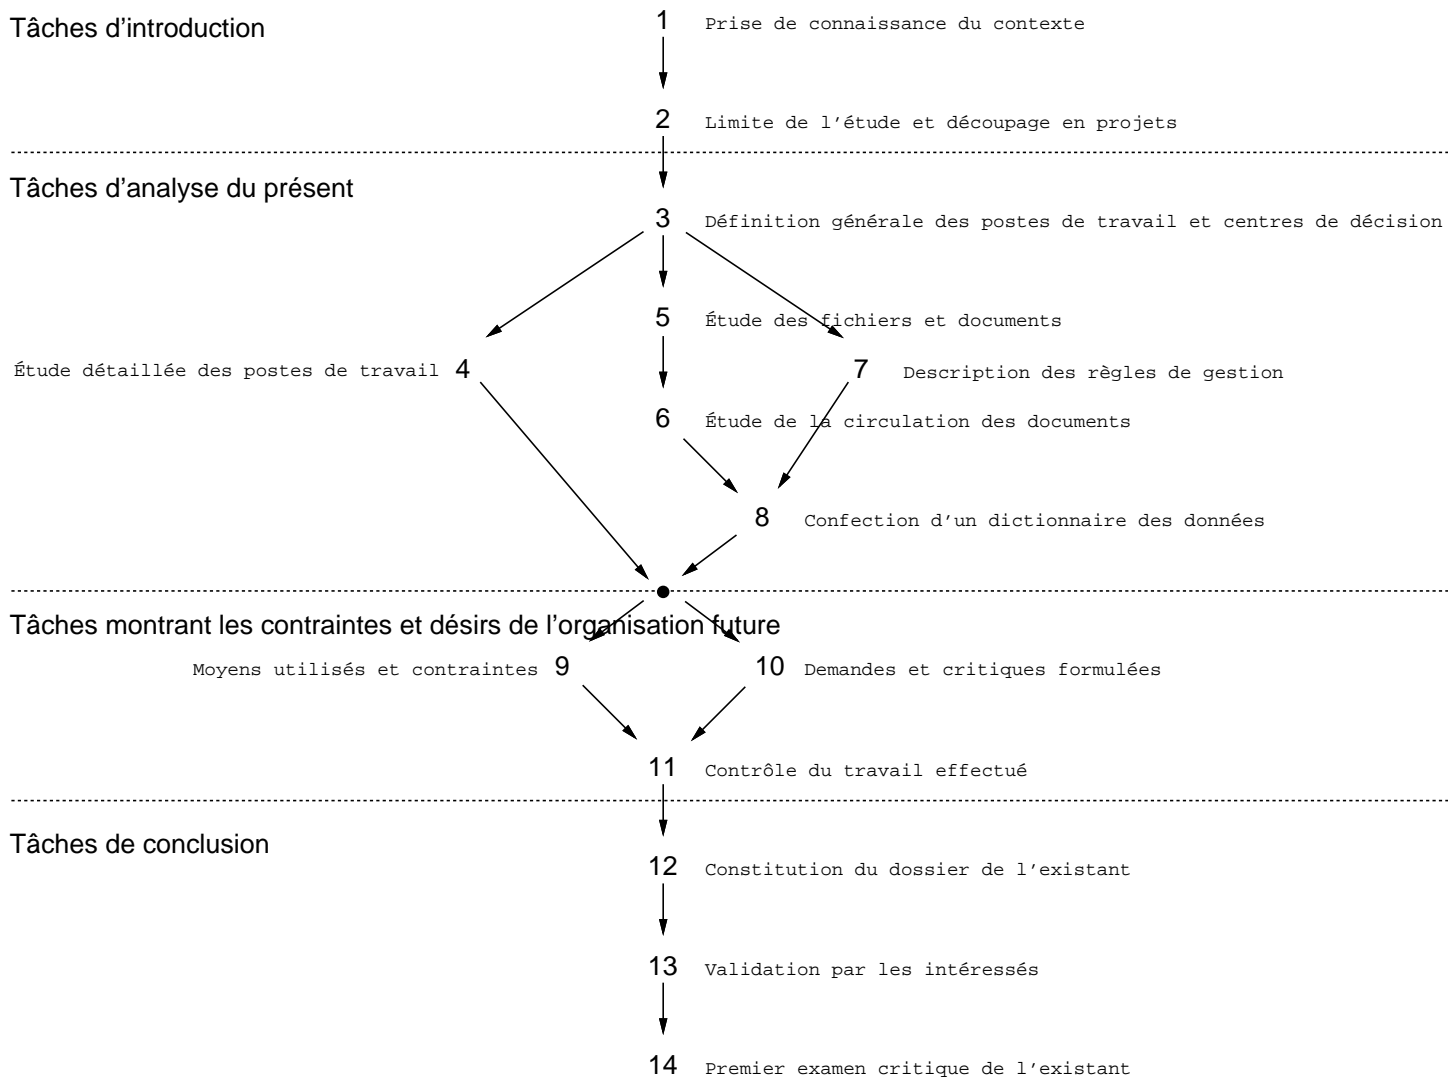 Tâches d’introduction
1 Prise de connaissance du contexte
2 Limite de l’étude et découpage en projets
Tâches d’analyse du présent
3 Définition générale des postes de travail et centres de décision
5 Étude des fichiers et documents
Étude détaillée des postes de travail 4
7 Description des règles de gestion
6 Étude de la circulation des documents
8 Confection d’un dictionnaire des données
Tâches montrant les contraintes et désirs de l’organisation future
Moyens utilisés et contraintes 9
10 Demandes et critiques formulées
11 Contrôle du travail effectué
Tâches de conclusion
12 Constitution du dossier de l’existant
13 Validation par les intéressés
14 Premier examen critique de l’existant